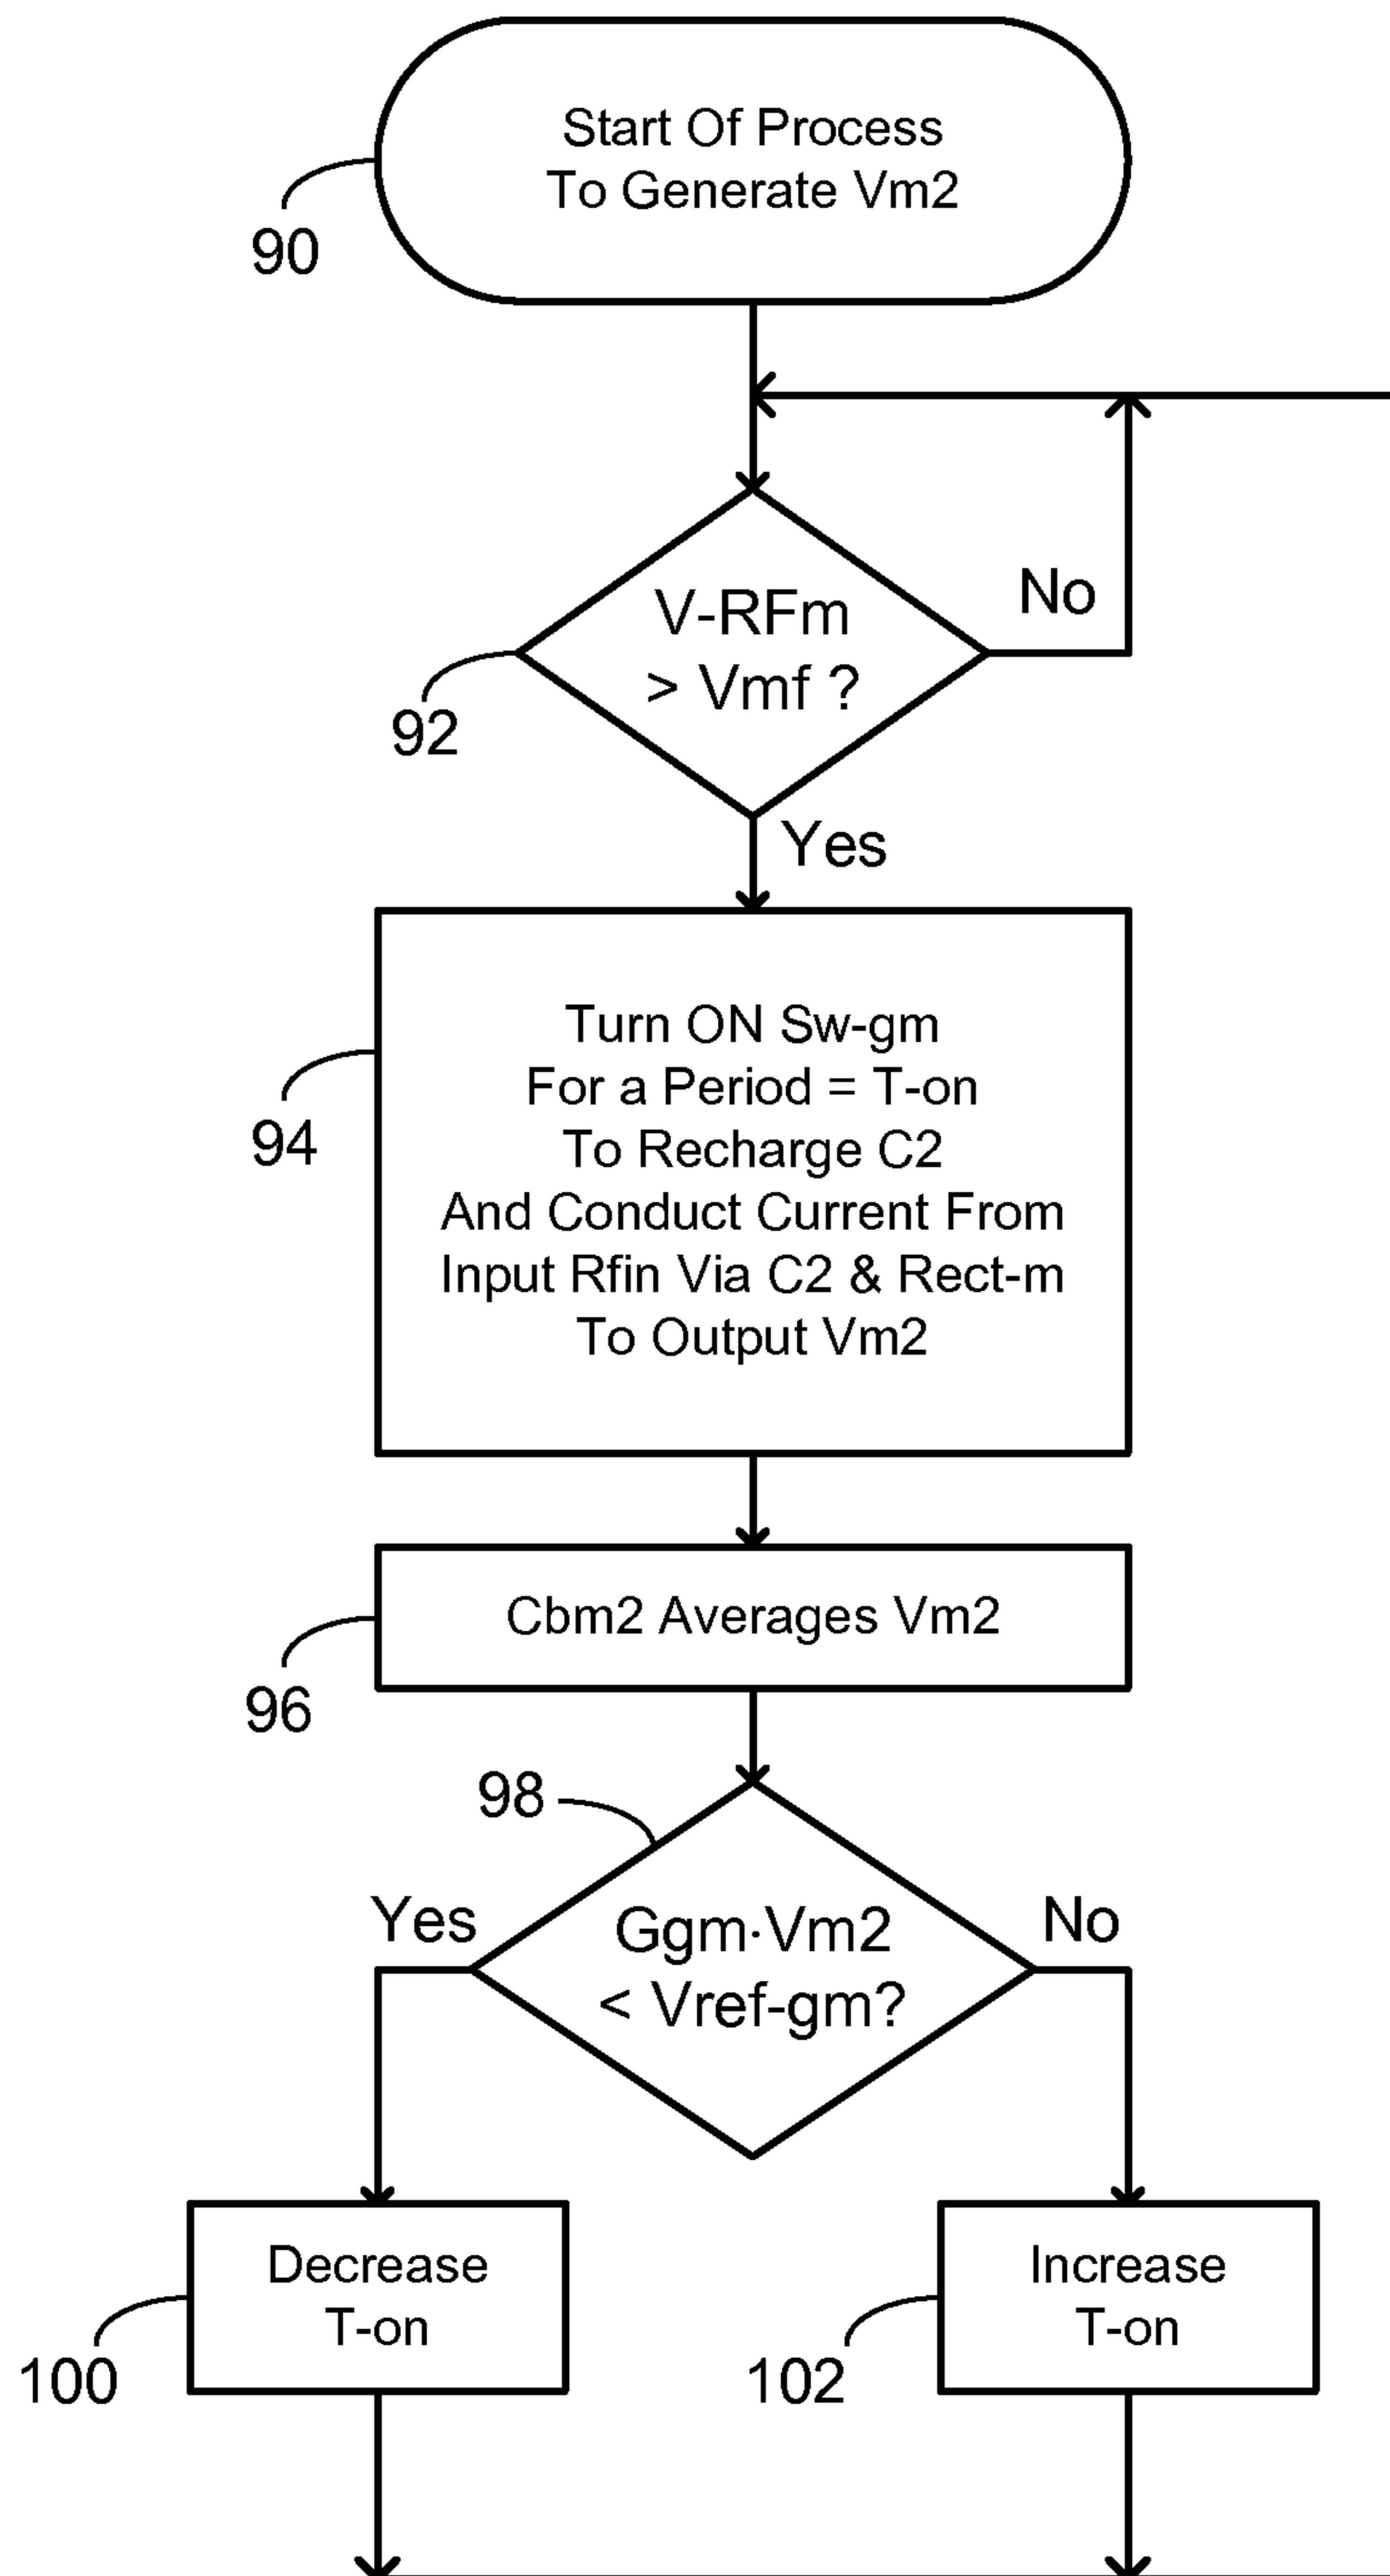 Start Of Process
To Generate Vm2
90
V-RFm
> Vmf ?
No
92
Yes
Turn ON Sw-gm
For a Period = T-on
To Recharge C2
And Conduct Current From
Input Rfin Via C2 & Rect-m
To Output Vm2
94
Cbm2 Averages Vm2
96
98
Yes
Ggm·Vm2
< Vref-gm?
No
Decrease
T-on
100
Increase
T-on
102